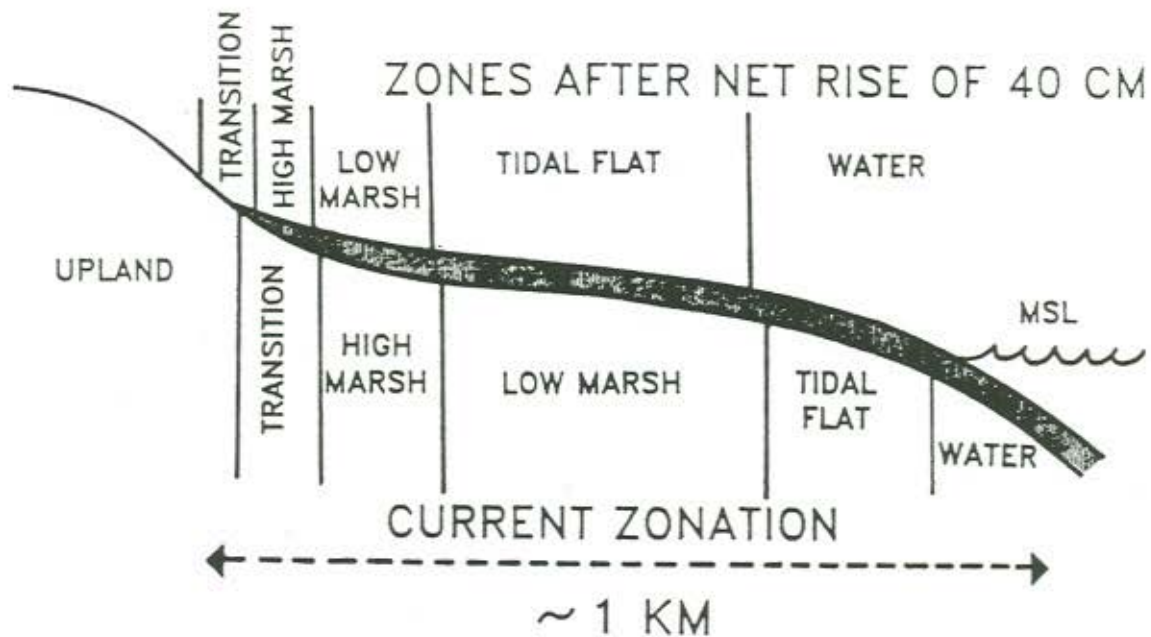 ZONES AFTER NET RISE OF 40 CM
TRANSITION
HIGH MARSH
LOW
MARSH
TIDAL FLAT
WATER
UPLAND
TRANSITION
HIGH
MARSH
LOW MARSH
TIDAL
FLAT
WATER
MSL
CURRENT ZONATION
~ 1 KM